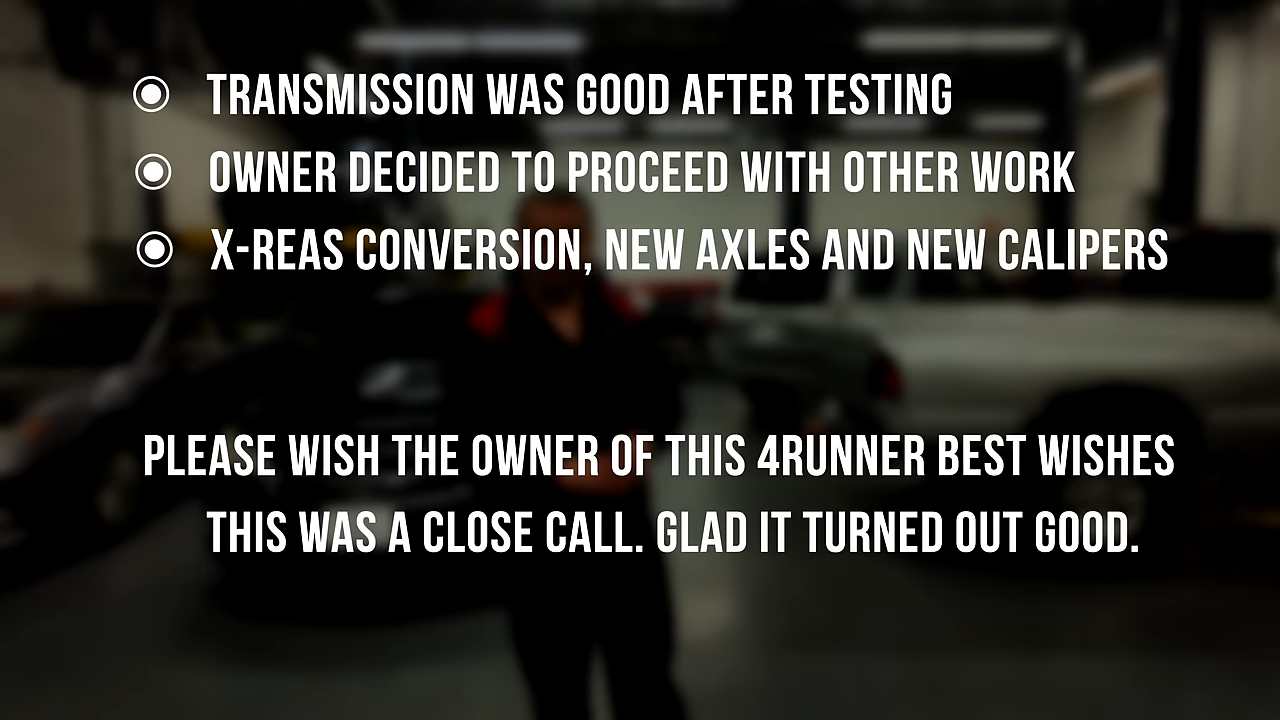 TRANSMISSION WAS GOOD AFTER TESTING
OWNER DECIDED TO PROCEED WITH OTHER WORK
X-REAS CONVERSION, NEW AXLES AND NEW CALIPERS
PLEASE WISH THE OWNER OF THIS 4RUNNER BEST WISHES
THIS WAS A CLOSE CALL. GLAD IT TURNED OUT GOOD.